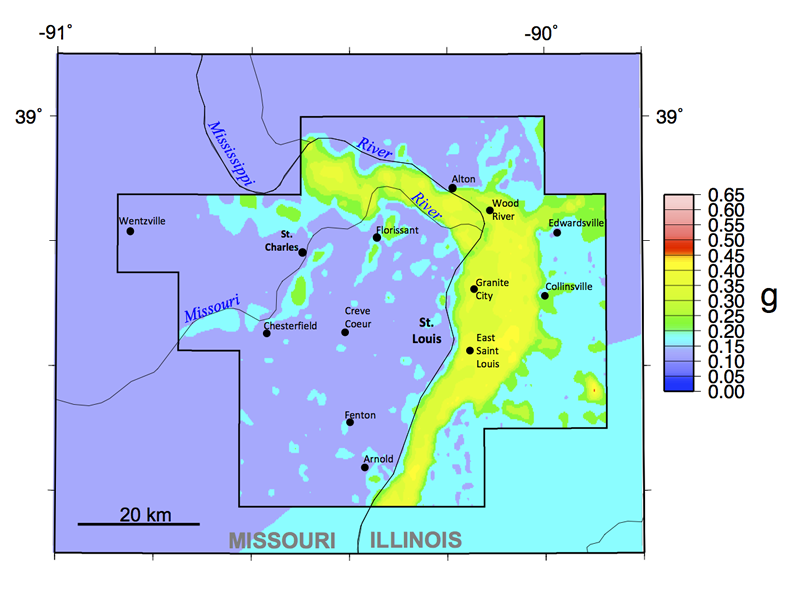 -91°
-90°
39°
39°
Mississippi
River
River
Alton
Wood
River
Wentzville
St.
Charles
Florissant
Edwardsville
Missouri
Granite
City
Collinsville
Chesterfield
Creve
Coeur
St.
Louis
East
Saint
Louis
Fenton
Arnold
20 km
MISSOURI
ILLINOIS
0.65
0.60
0.55
0.50
0.45
0.40
0.35
0.30
0.25
0.20
0.15
0.10
0.05
0.00
g